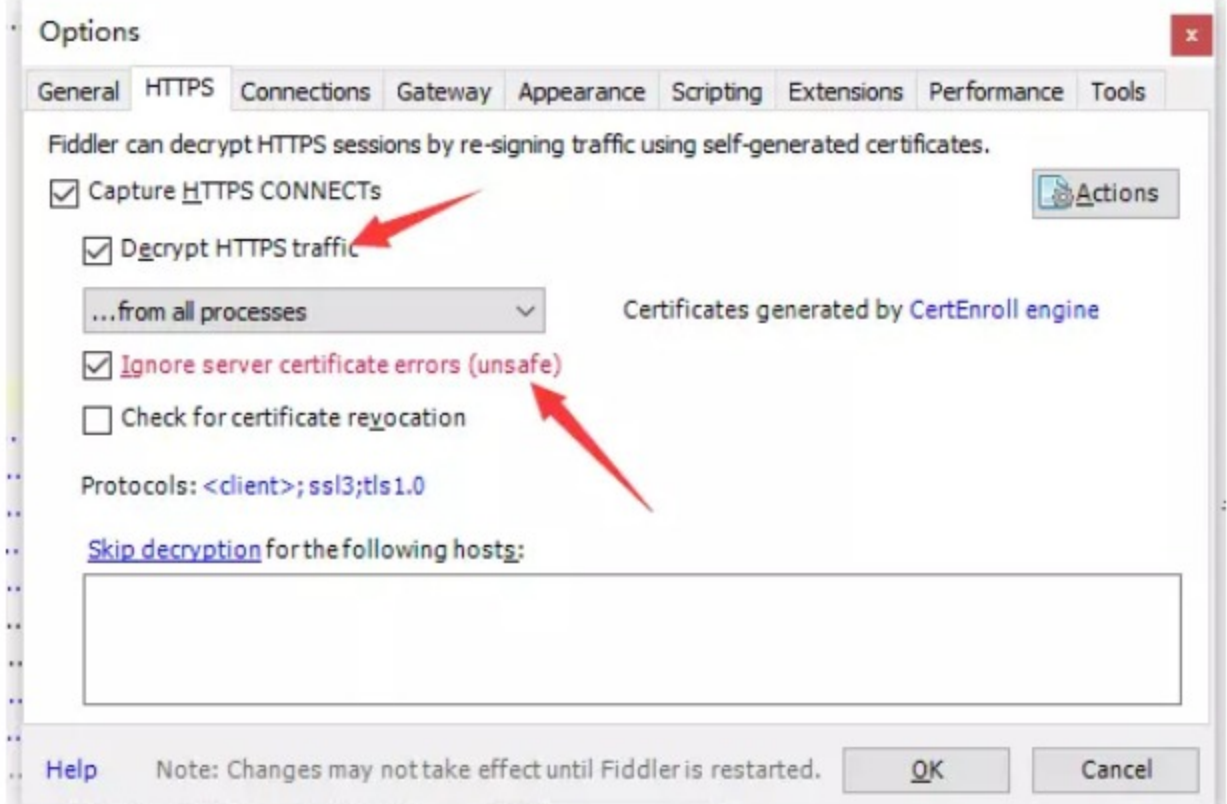 Options
x
General HTTPS Connections Gateway Appearance Scripting Extensions Performance Tools
Fiddler can decrypt HTTPS sessions by re-signing traffic using self-generated certificates.
Capture HTTPS CONNECTs
Actions
Decrypt HTTPS traffic
...from all processes
Certificates generated by CertEnroll engine
Ignore server certificate errors (unsafe)
Check for certificate revocation
Protocols: <client>;ssl3;tls1.0
Skip decryption for the following hosts:
Help Note: Changes may not take effect until Fiddler is restarted. OK Cancel